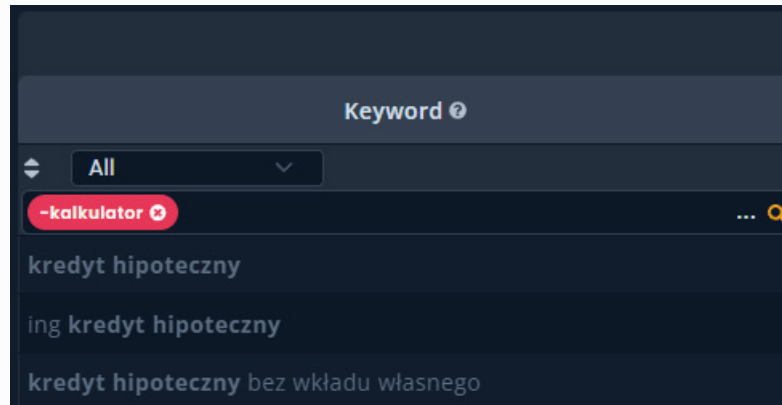 Keyword
All
-kalkulator
...
kredyt hipoteczny
ing kredyt hipoteczny
kredyt hipoteczny bez wkładu własnego